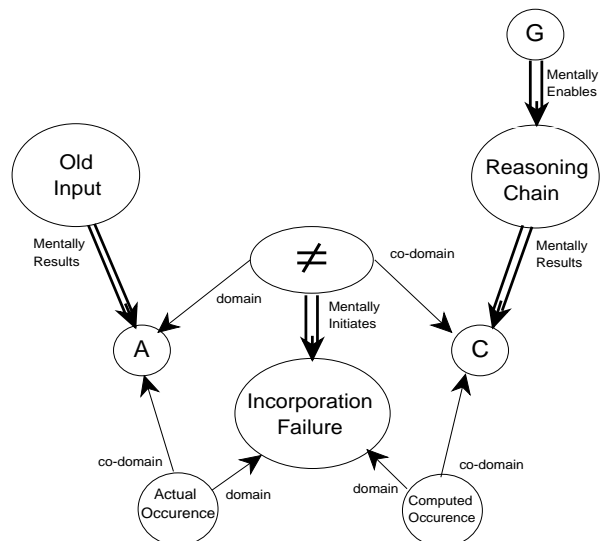 G
Mentally
Enables
Old
Input
Reasoning
Chain
Mentally
Results
≠
co-domain
Mentally
Results
domain
Mentally
Initiates
A
C
Incorporation
Failure
co-domain
domain
Actual
Occurence
domain
co-domain
Computed
Occurence